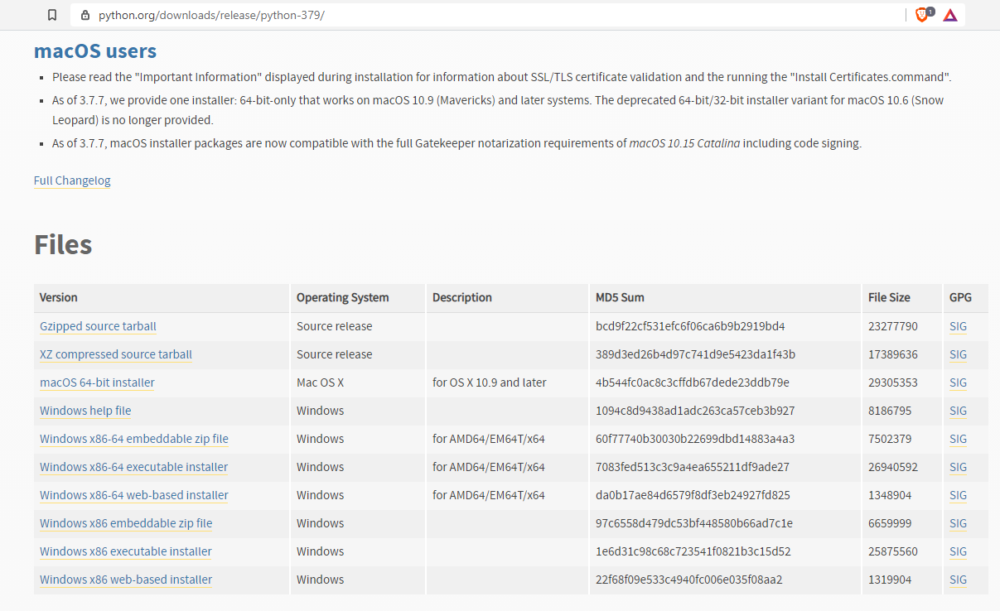 python.org/downloads/release/python-379/
1
macOS users
Please read the "Important Information" displayed during installation for information about SSL/TLS certificate validation and the running the "Install Certificates.command".
As of 3.7.7, we provide one installer: 64-bit-only that works on macOS 10.9 (Mavericks) and later systems. The deprecated 64-bit/32-bit installer variant for macOS 10.6 (Snow
Leopard) is no longer provided.
As of 3.7.7, macOS installer packages are now compatible with the full Gatekeeper notarization requirements of macOS 10.15 Catalina including code signing.
Full Changelog
Files
Version Operating System Description MD5 Sum File Size GPG
Gzipped source tarball Source release bcd9f22cf531efc6f06ca6b9b2919bd4 23277790 SIG
XZ compressed source tarball Source release 389d3ed26b4d97c741d9e5423da1f43b 17389636 SIG
macOS 64-bit installer Mac OS X for OS X 10.9 and later 4b544fc0ac8c3cffdb67dede23ddb79e 29305353 SIG
Windows help file Windows 1094c8d9438ad1adc263ca57ceb3b927 8186795 SIG
Windows x86-64 embeddable zip file Windows for AMD64/EM64T/x64 60f77740b30030b22699dbd14883a4a3 7502379 SIG
Windows x86-64 executable installer Windows for AMD64/EM64T/x64 7083fed513c3c9a4ea655211df9ade27 26940592 SIG
Windows x86-64 web-based installer Windows for AMD64/EM64T/x64 da0b17ae84d6579f8df3eb24927fd825 1348904 SIG
Windows x86 embeddable zip file Windows 97c6558d479dc53bf448580b66ad7c1e 6659999 SIG
Windows x86 executable installer Windows 1e6d31c98c68c723541f0821b3c15d52 25875560 SIG
Windows x86 web-based installer Windows 22f68f09e533c4940fc006e035f08aa2 1319904 SIG